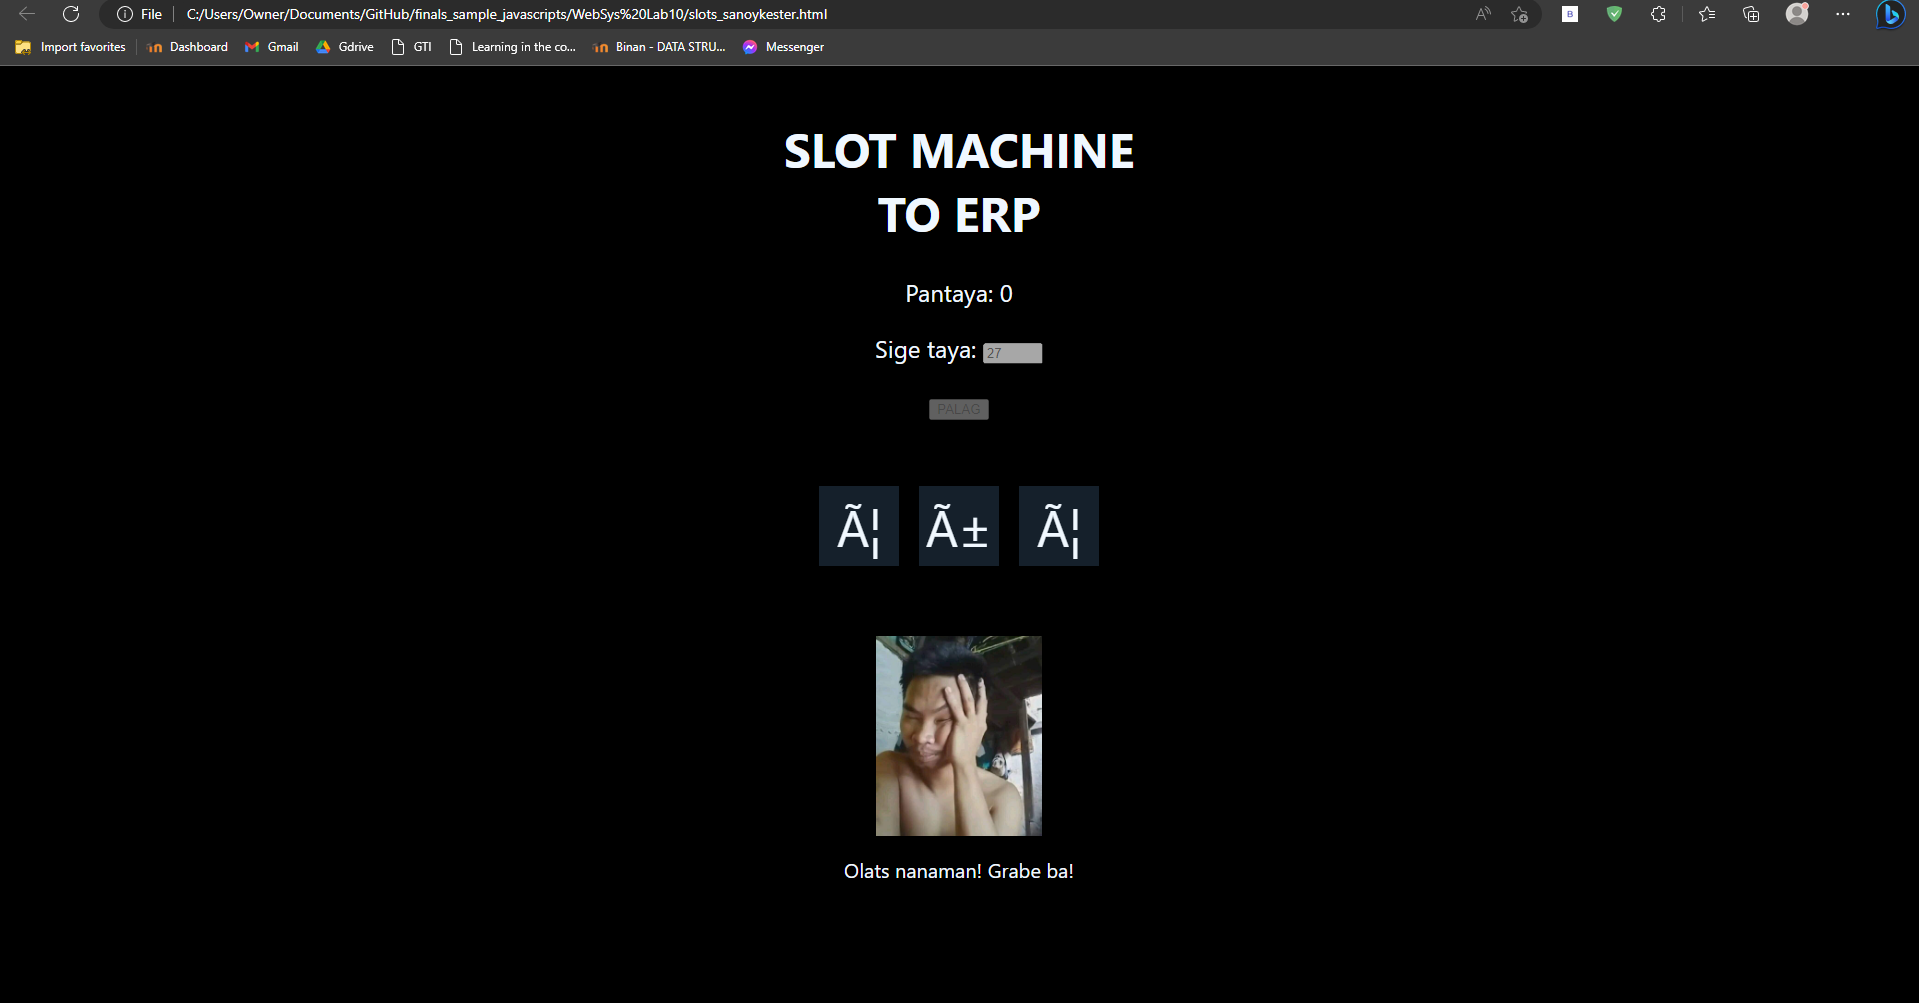 File C:/Users/Owner/Documents/GitHub/finals_sample_javascripts/WebSys%20Lab10/slots_sanoykester.html
Import favorites Dashboard Gmail Gdrive GTI Learning in the co... Binan - DATA STRU... Messenger
SLOT MACHINE
TO ERP
Pantaya: 0
Sige taya: 27
PALAG
Ã¦ Ã± Ã¦
Olats nanaman! Grabe ba!